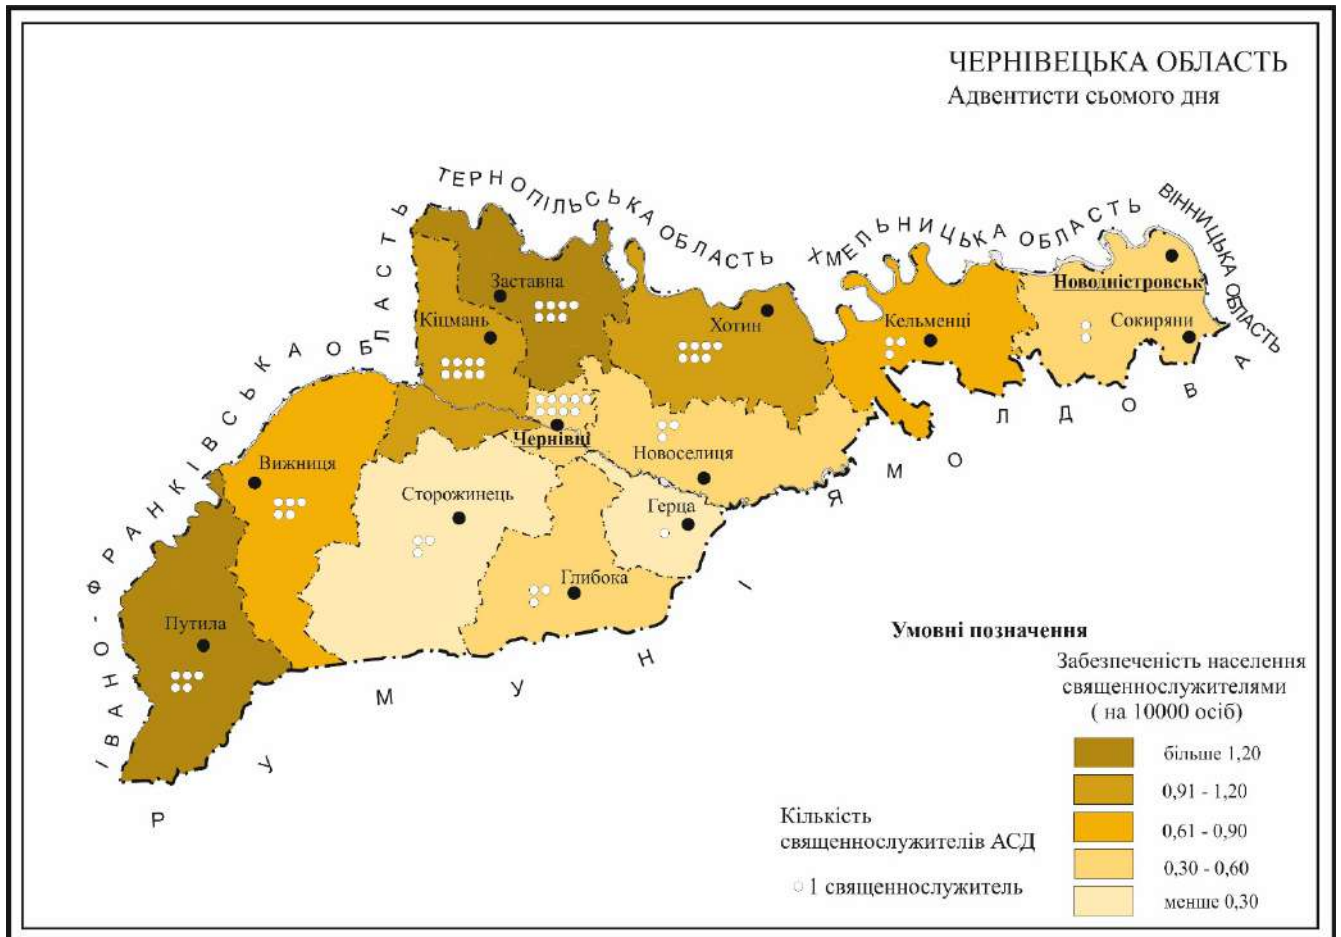 ЧЕРНІВЕЦЬКА ОБЛАСТЬ
Адвентисти сьомого дня
ТЕРНОПІЛЬСЬКА ОБЛАСТЬ
ХМЕЛЬНИЦЬКА ОБЛАСТЬ
ВІННИЦЬКА ОБЛАСТЬ
ІВАНО-ФРАНКІВСЬКА ОБЛАСТЬ
Заставна
Кіцмань
Хотин
Кельменці
Новодністровськ
Сокиряни
Чернівці
Вижниця
Новоселиця
Сторожинець
Герца
Глибока
Путила
МОЛДОВА
РУМУНІЯ
Умовні позначення
Забезпеченість населення
священнослужителями
( на 10000 осіб)
більше 1,20
0,91 - 1,20
0,61 - 0,90
0,30 - 0,60
менше 0,30
Кількість
священнослужителів АСД
1 священнослужитель